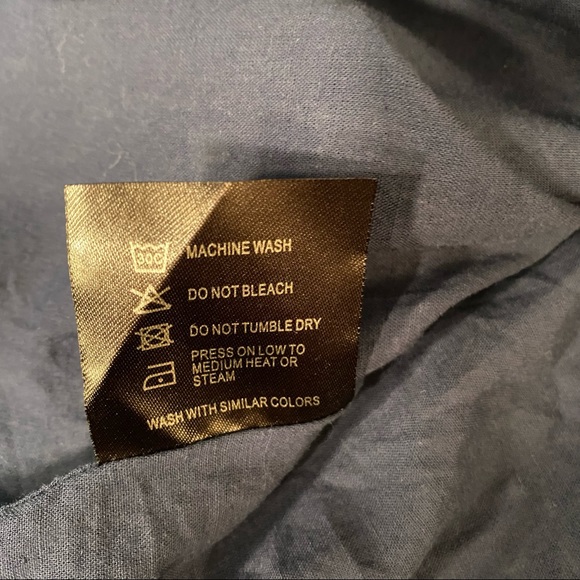 30C MACHINE WASH
DO NOT BLEACH
DO NOT TUMBLE DRY
PRESS ON LOW TO
MEDIUM HEAT OR
STEAM
WASH WITH SIMILAR COLORS